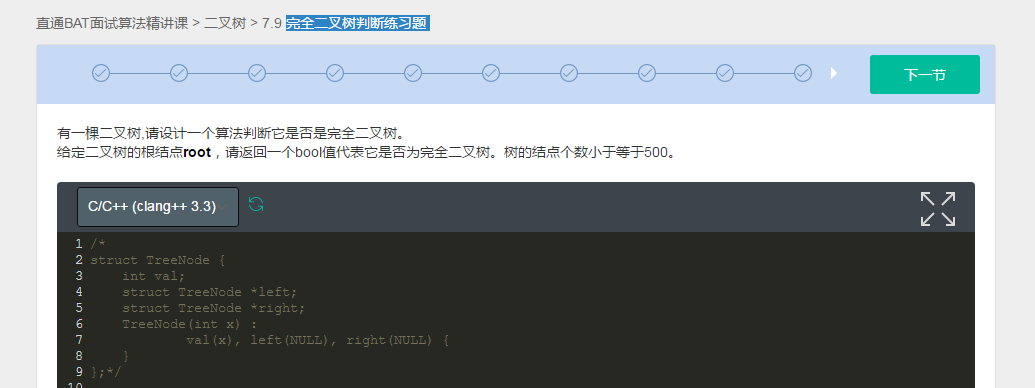 直通BAT面试算法精讲课 > 二叉树 > 7.9 完全二叉树判断练习题
下一节
有一棵二叉树,请设计一个算法判断它是否是完全二叉树。
给定二叉树的根结点root，请返回一个bool值代表它是否为完全二叉树。树的结点个数小于等于500。
C/C++ (clang++ 3.3)
1 /*
2 struct TreeNode {
3     int val;
4     struct TreeNode *left;
5     struct TreeNode *right;
6     TreeNode(int x) :
7             val(x), left(NULL), right(NULL) {
8     }
9 };*/
10